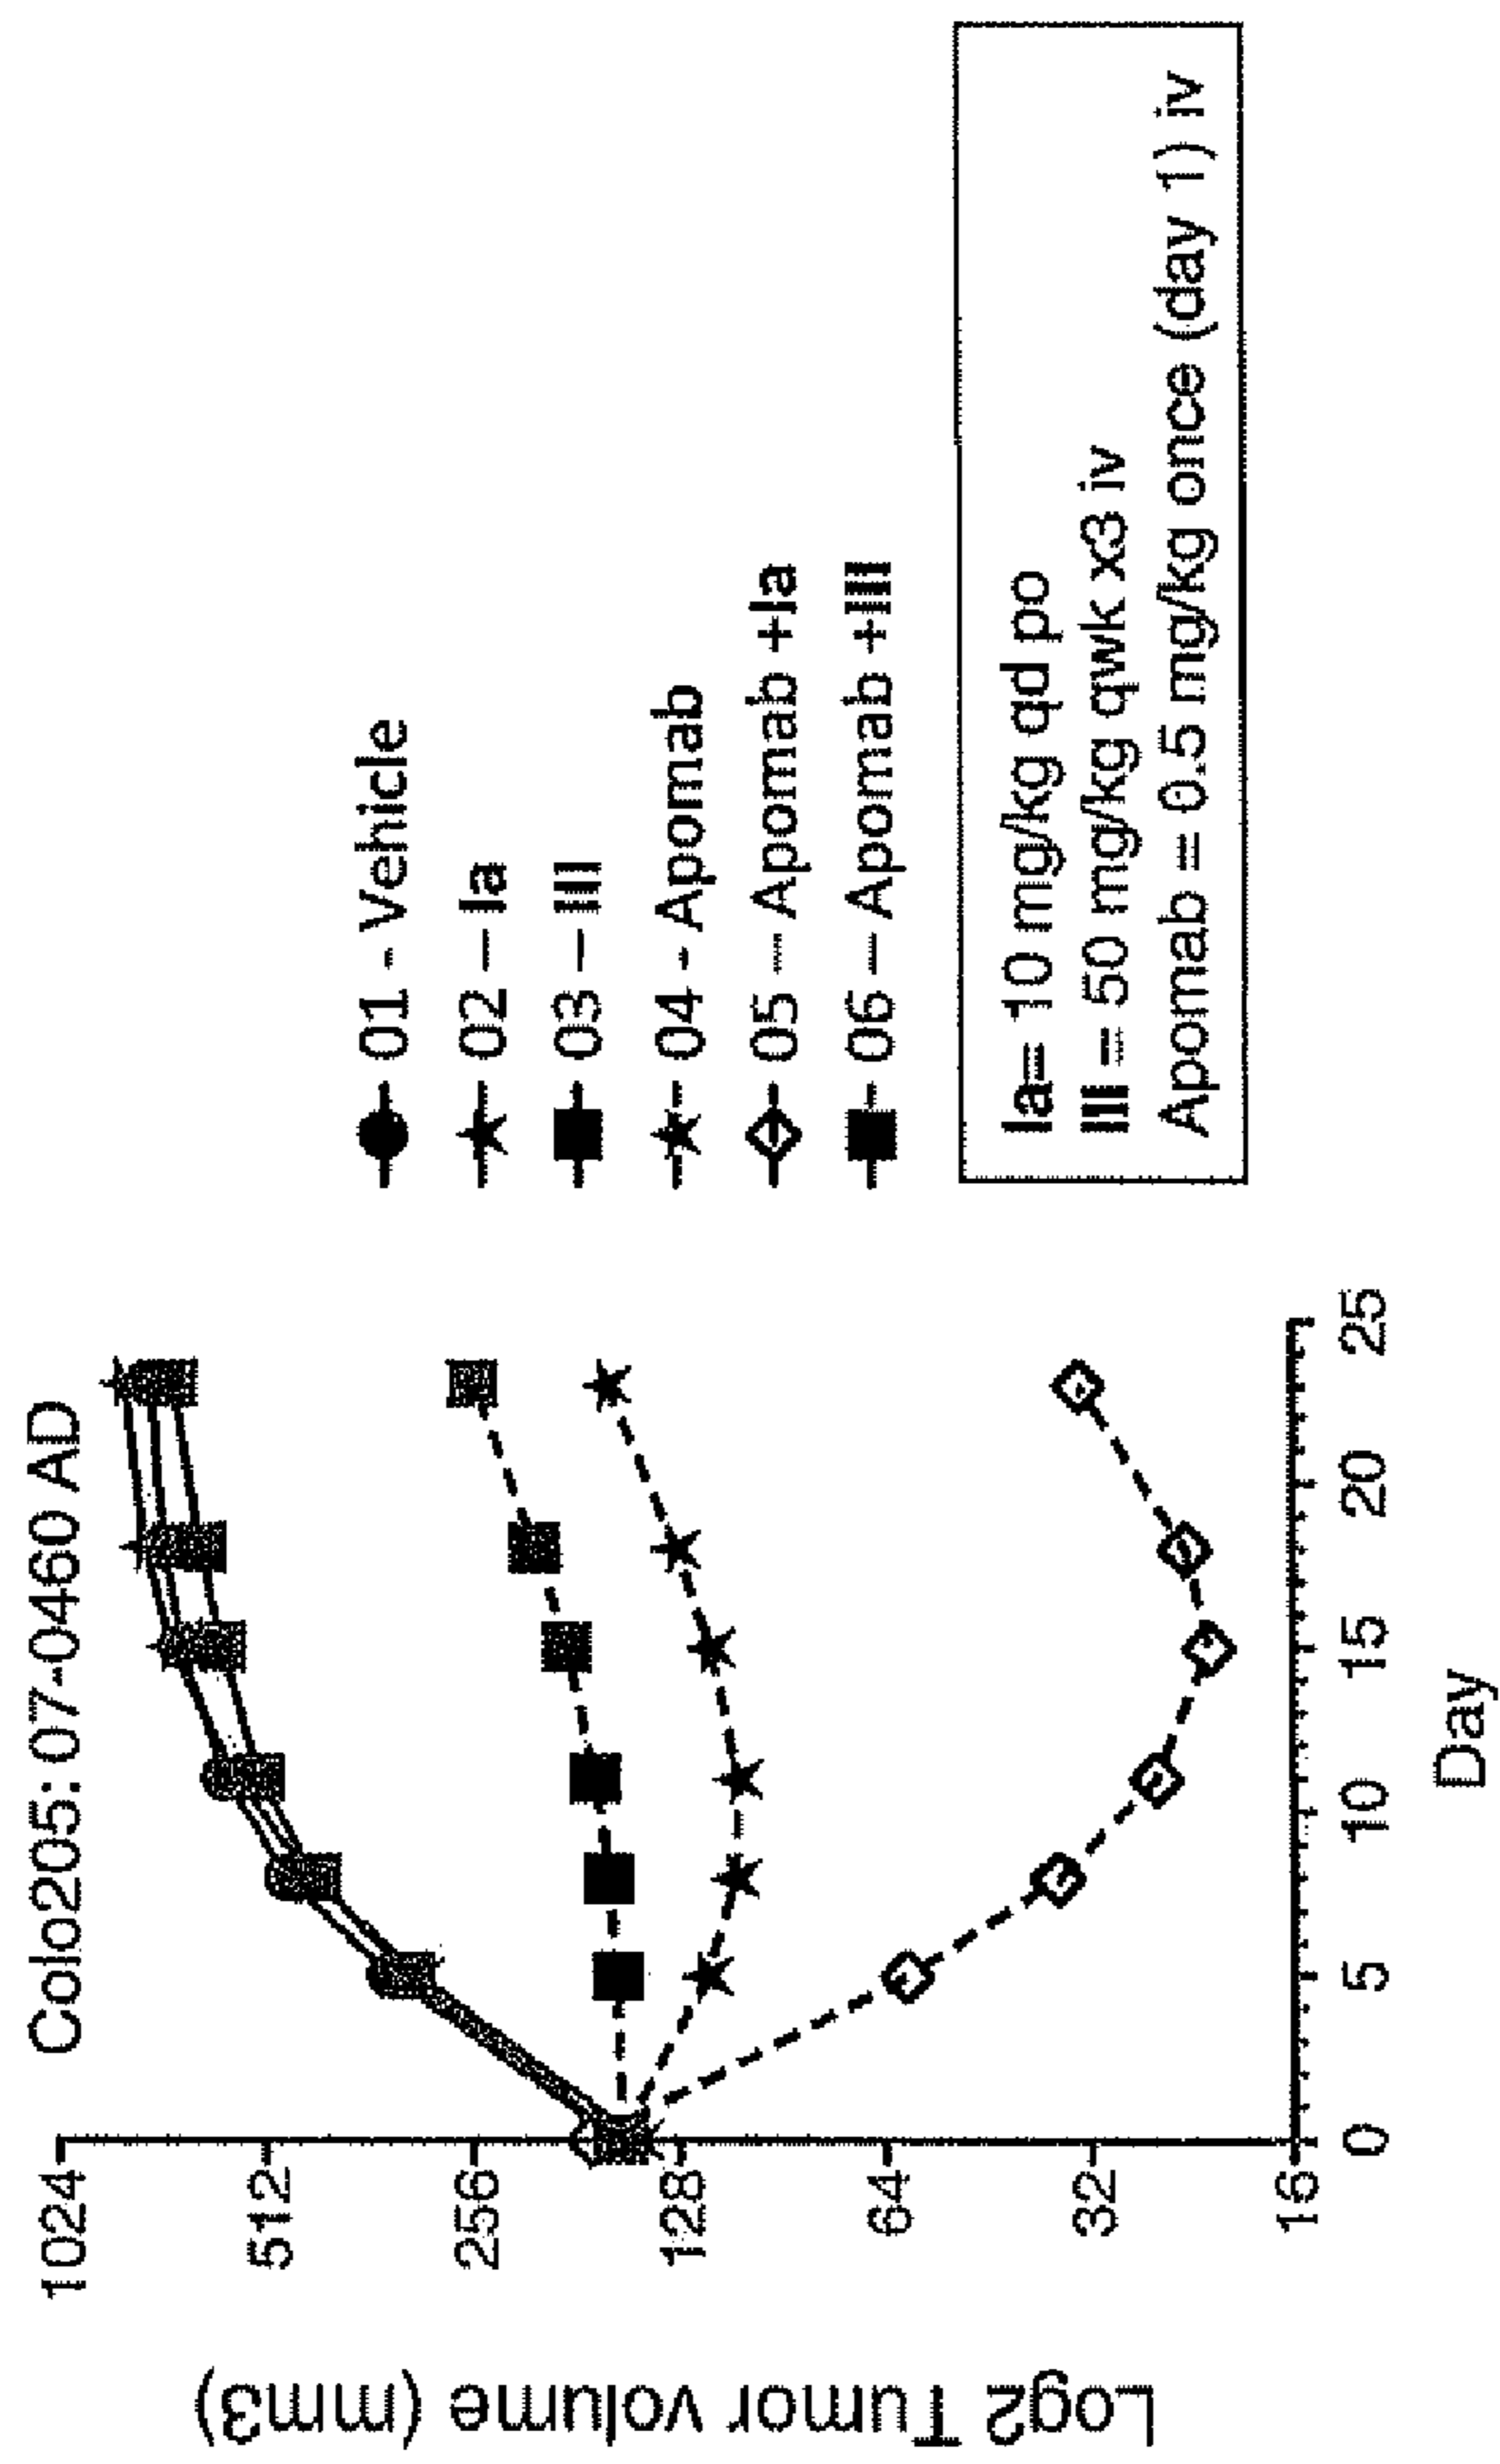 Colo205: 07-0460 AD
Log2 Tumor volume (mm3)
1024
512
256
128
64
32
16
0
5
10
15
20
25
Day
01 - Vehicle
02 – Ia
03 – III
04 - Apomab
05 – Apomab +Ia
06 – Apomab +III
Ia= 10 mg/kg qd po
III = 50 mg/kg qwk x3 iv
Apomab = 0.5 mg/kg once (day 1) iv